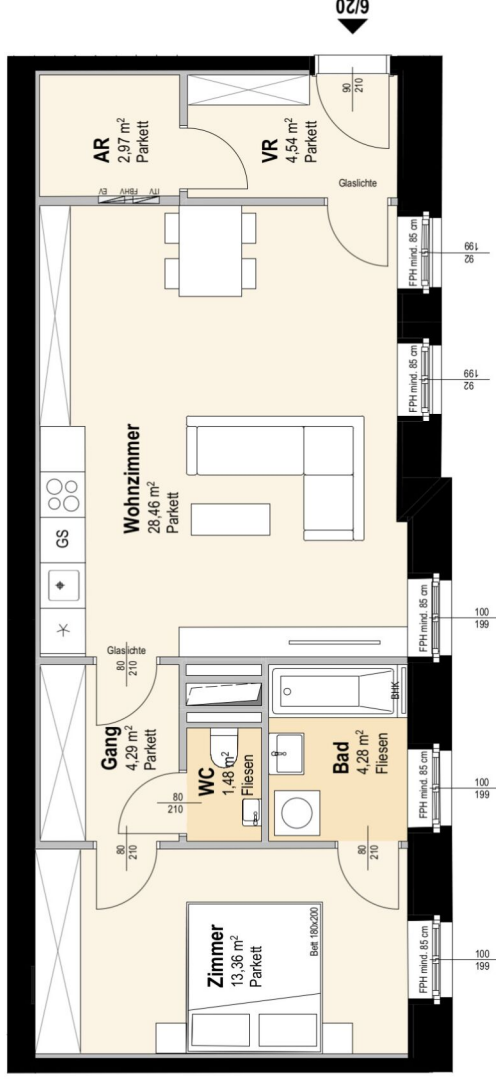 6/20
AR
2,97 m²
Parkett
VR
4,54 m²
Parkett
90
210
EV
FBHV
ITV
Glaslichte
FPH mind. 85 cm
92
199
FPH mind. 85 cm
92
199
Wohnzimmer
28,46 m²
Parkett
GS
Glaslichte
80
210
FPH mind. 85 cm
100
199
Gang
4,29 m²
Parkett
80
210
WC
1,48 m²
Fliesen
BHK
Bad
4,28 m²
Fliesen
FPH mind. 85 cm
100
199
80
210
80
210
Zimmer
13,36 m²
Parkett
Bett 180x200
FPH mind. 85 cm
100
199